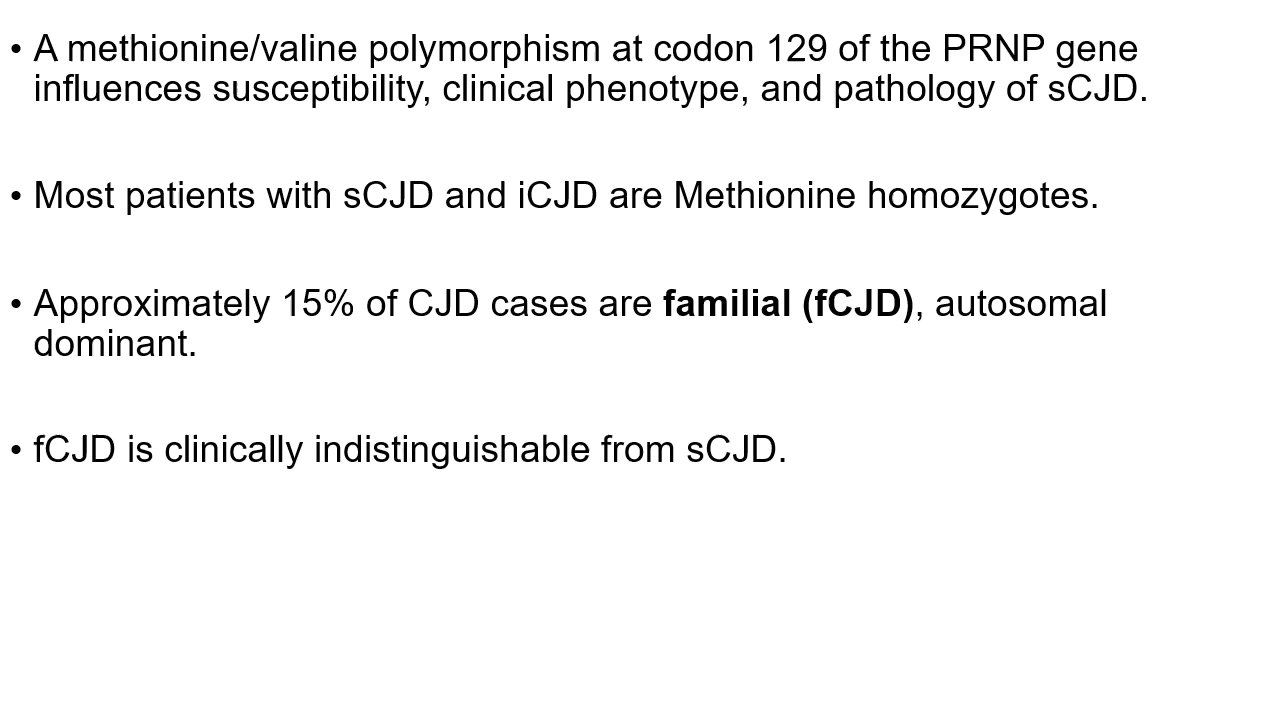 • A methionine/valine polymorphism at codon 129 of the PRNP gene
influences susceptibility, clinical phenotype, and pathology of sCJD.
• Most patients with sCJD and iCJD are Methionine homozygotes.
• Approximately 15% of CJD cases are familial (fCJD), autosomal
dominant.
• fCJD is clinically indistinguishable from sCJD.